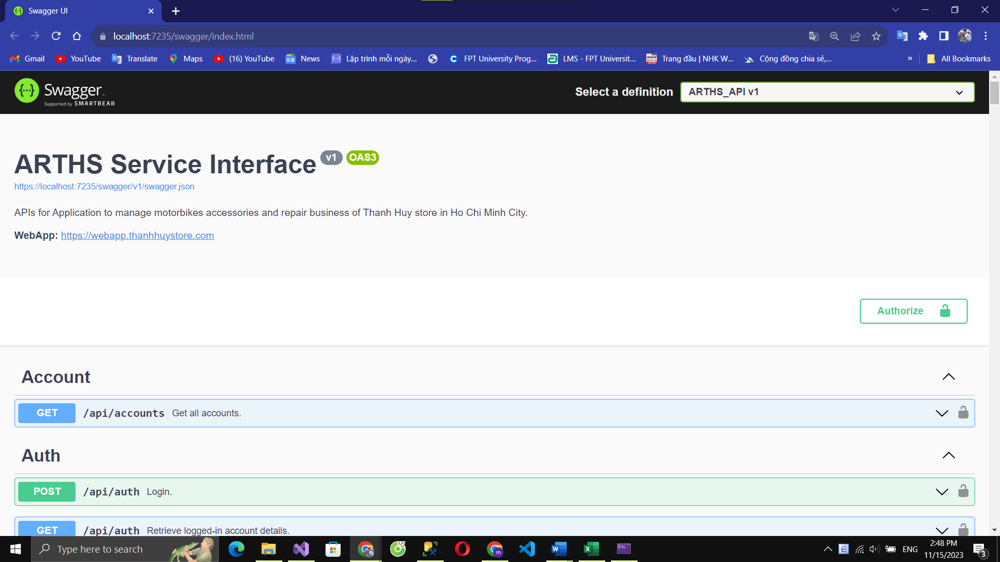 Swagger UI
localhost:7235/swagger/index.html
Gmail
YouTube
Translate
Maps
(16) YouTube
News
Lập trình mỗi ngày...
FPT University Prog...
LMS - FPT Universit...
Trang đầu | NHK W...
Cộng đồng chia sẻ,...
»
All Bookmarks
Swagger
Supported by SMARTBEAR
Select a definition
ARTHS_API v1
ARTHS Service Interface v1 OAS3
https://localhost:7235/swagger/v1/swagger.json
APIs for Application to manage motorbikes accessories and repair business of Thanh Huy store in Ho Chi Minh City.
WebApp: https://webapp.thanhhuystore.com
Authorize
Account
GET /api/accounts Get all accounts.
Auth
POST /api/auth Login.
GET /api/auth Retrieve logged-in account details.
Type here to search
ENG
2:48 PM
11/15/2023
3